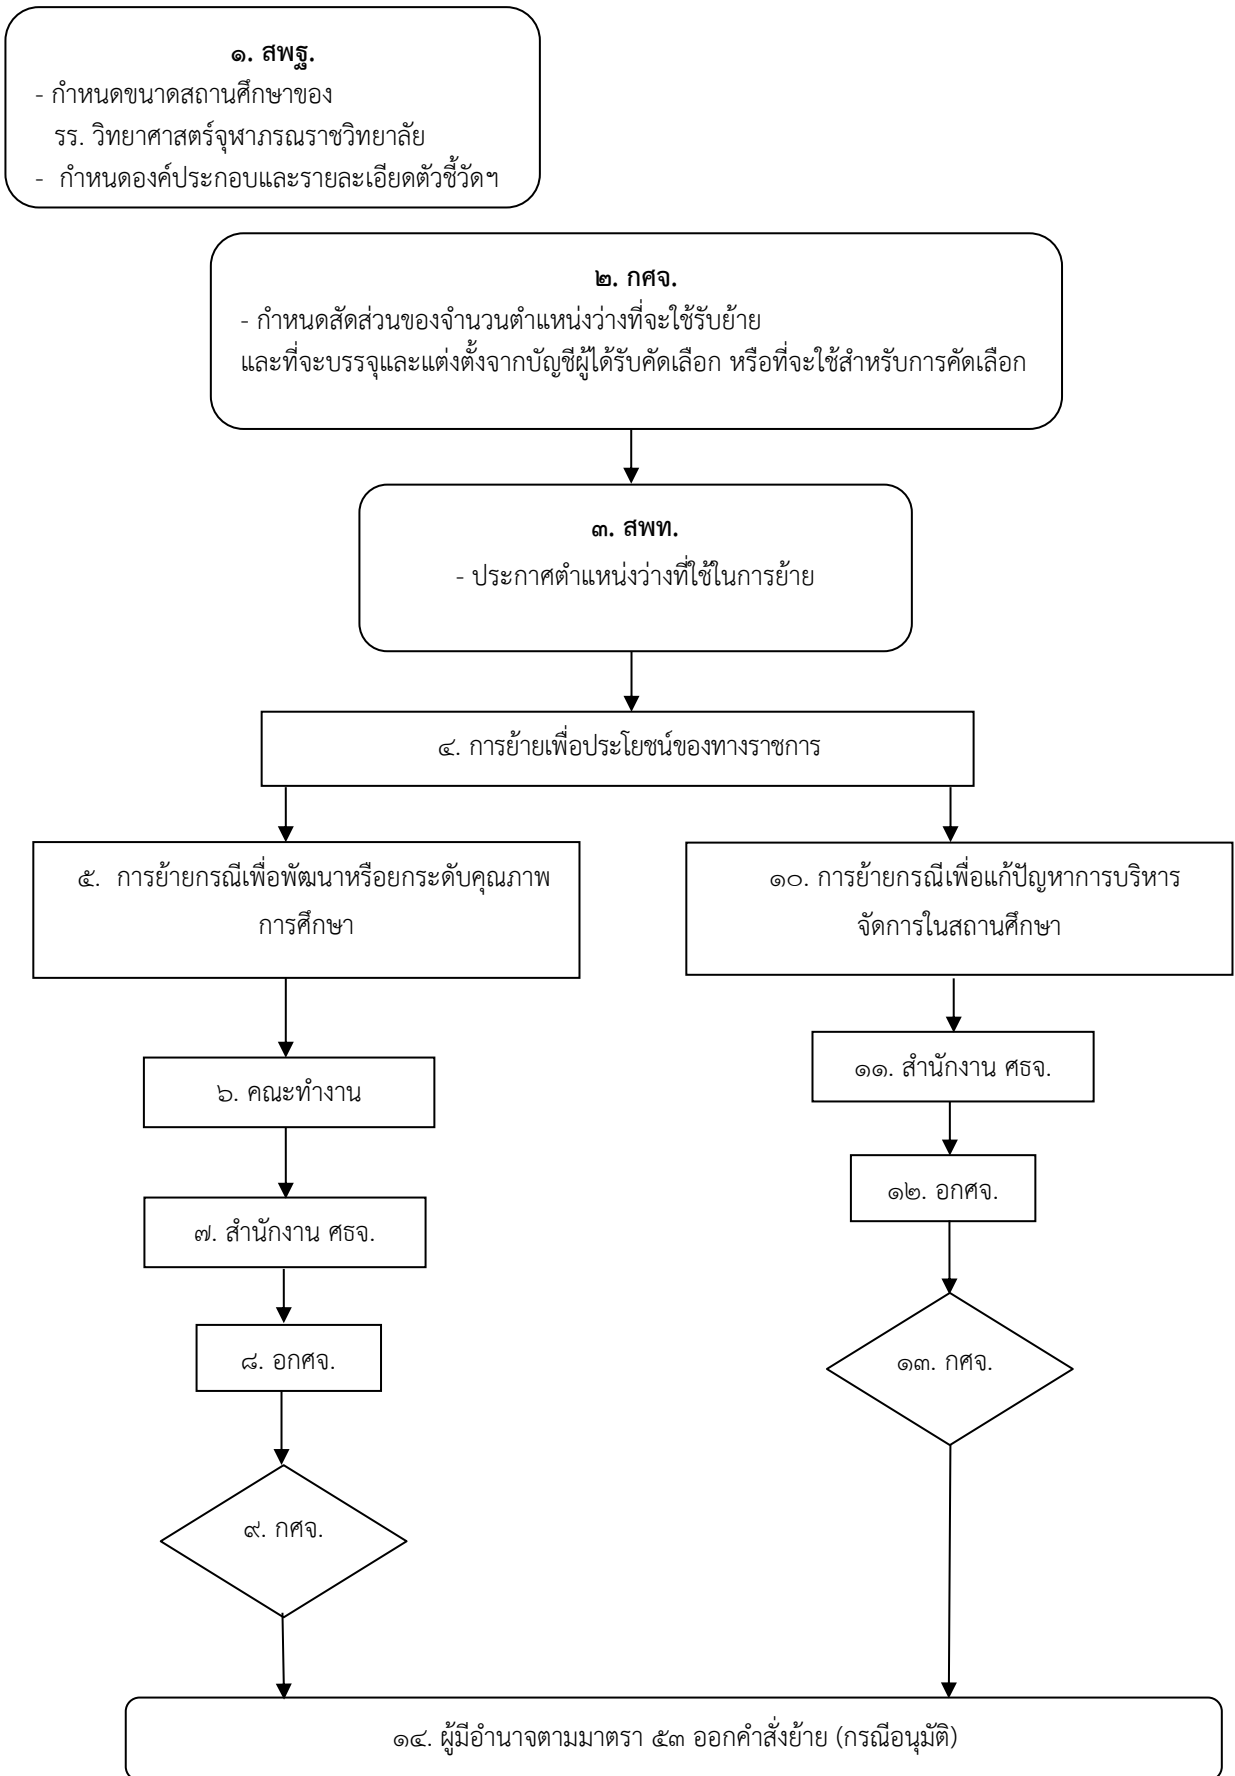 ๑. สพฐ.
- กำหนดขนาดสถานศึกษาของ
รร. วิทยาศาสตร์จุฬาภรณราชวิทยาลัย
- กำหนดองค์ประกอบและรายละเอียดตัวชี้วัดฯ
๒. กศจ.
- กำหนดสัดส่วนของจำนวนตำแหน่งว่างที่จะใช้รับย้าย
และที่จะบรรจุและแต่งตั้งจากบัญชีผู้ได้รับคัดเลือก หรือที่จะใช้สำหรับการคัดเลือก
๓. สพท.
- ประกาศตำแหน่งว่างที่ใช้ในการย้าย
๔. การย้ายเพื่อประโยชน์ของทางราชการ
๕. การย้ายกรณีเพื่อพัฒนาหรือยกระดับคุณภาพ
การศึกษา
๖. คณะทำงาน
๗. สำนักงาน ศธจ.
๘. อกศจ.
๙. กศจ.
๑๐. การย้ายกรณีเพื่อแก้ปัญหาการบริหาร
จัดการในสถานศึกษา
๑๑. สำนักงาน ศธจ.
๑๒. อกศจ.
๑๓. กศจ.
๑๔. ผู้มีอำนาจตามมาตรา ๕๓ ออกคำสั่งย้าย (กรณีอนุมัติ)